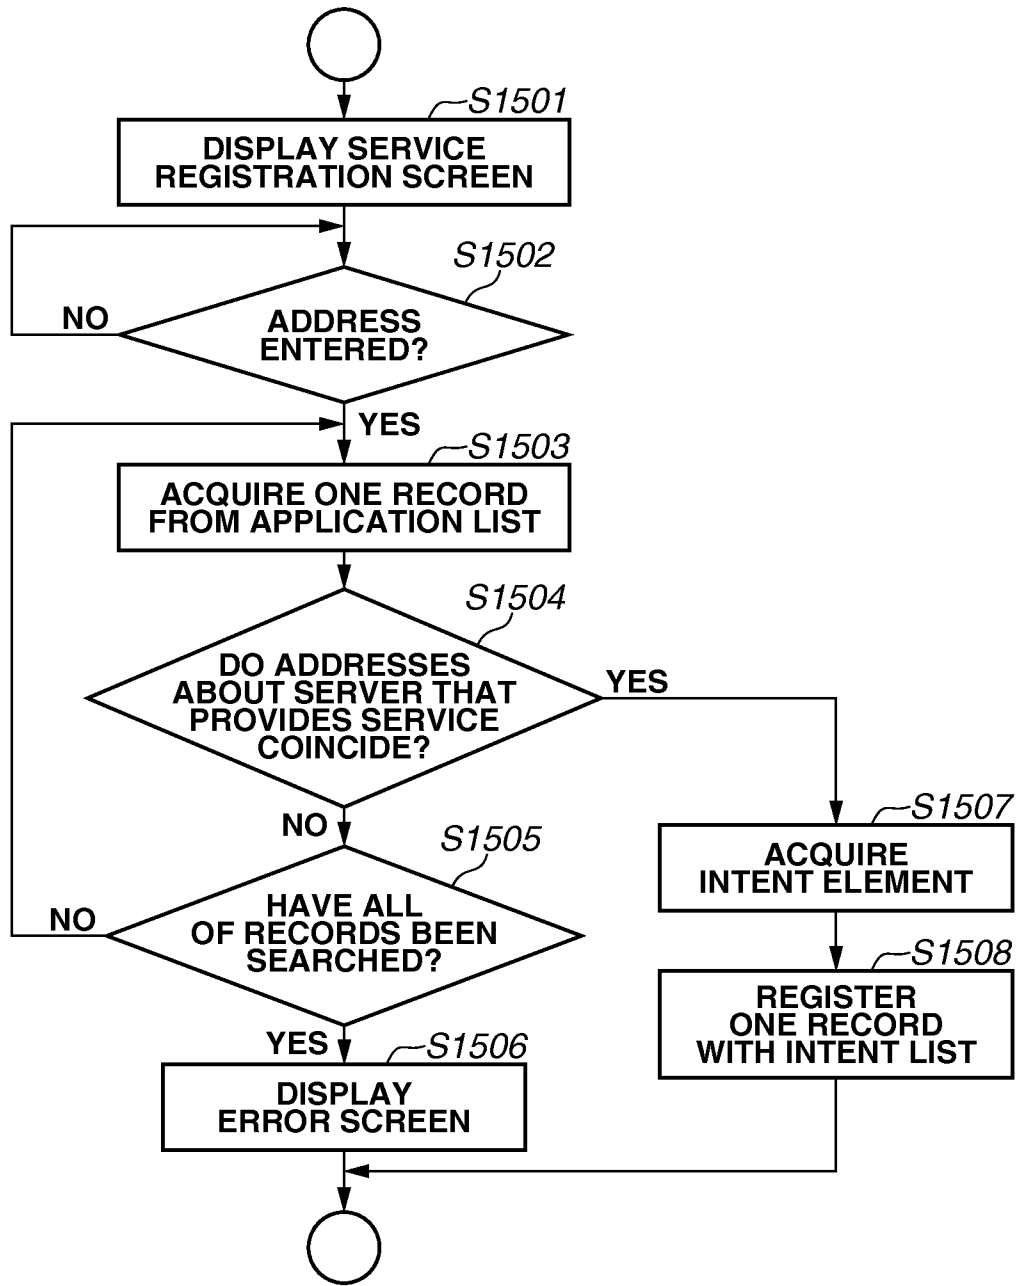 S1501
DISPLAY SERVICE
REGISTRATION SCREEN
S1502
NO
ADDRESS
ENTERED?
YES
S1503
ACQUIRE ONE RECORD
FROM APPLICATION LIST
S1504
DO ADDRESSES
ABOUT SERVER THAT
PROVIDES SERVICE
COINCIDE?
YES
NO
S1505
HAVE ALL
OF RECORDS BEEN
SEARCHED?
NO
YES
S1506
DISPLAY
ERROR SCREEN
S1507
ACQUIRE
INTENT ELEMENT
S1508
REGISTER
ONE RECORD
WITH INTENT LIST